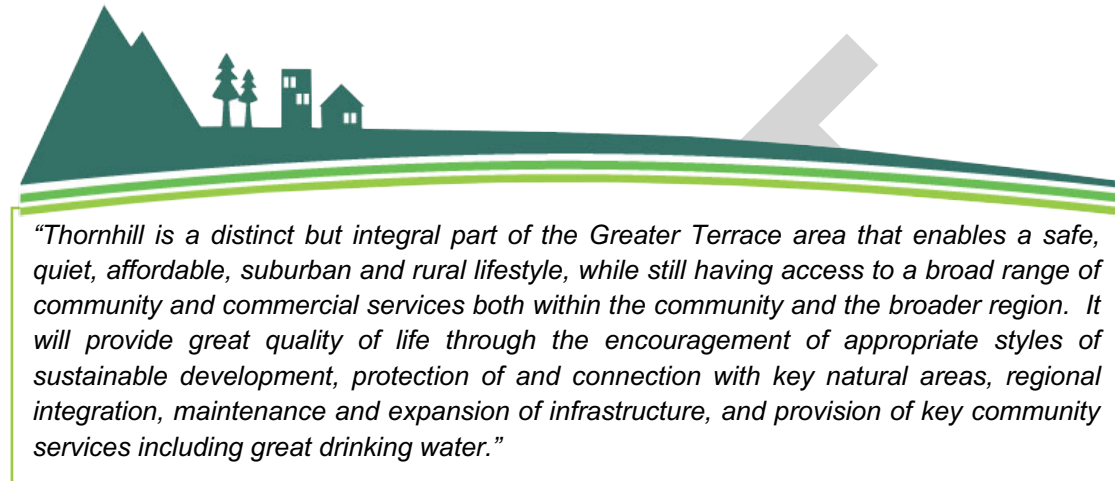 “Thornhill is a distinct but integral part of the Greater Terrace area that enables a safe,
quiet, affordable, suburban and rural lifestyle, while still having access to a broad range of
community and commercial services both within the community and the broader region.  It
will provide great quality of life through the encouragement of appropriate styles of
sustainable development, protection of and connection with key natural areas, regional
integration, maintenance and expansion of infrastructure, and provision of key community
services including great drinking water.”